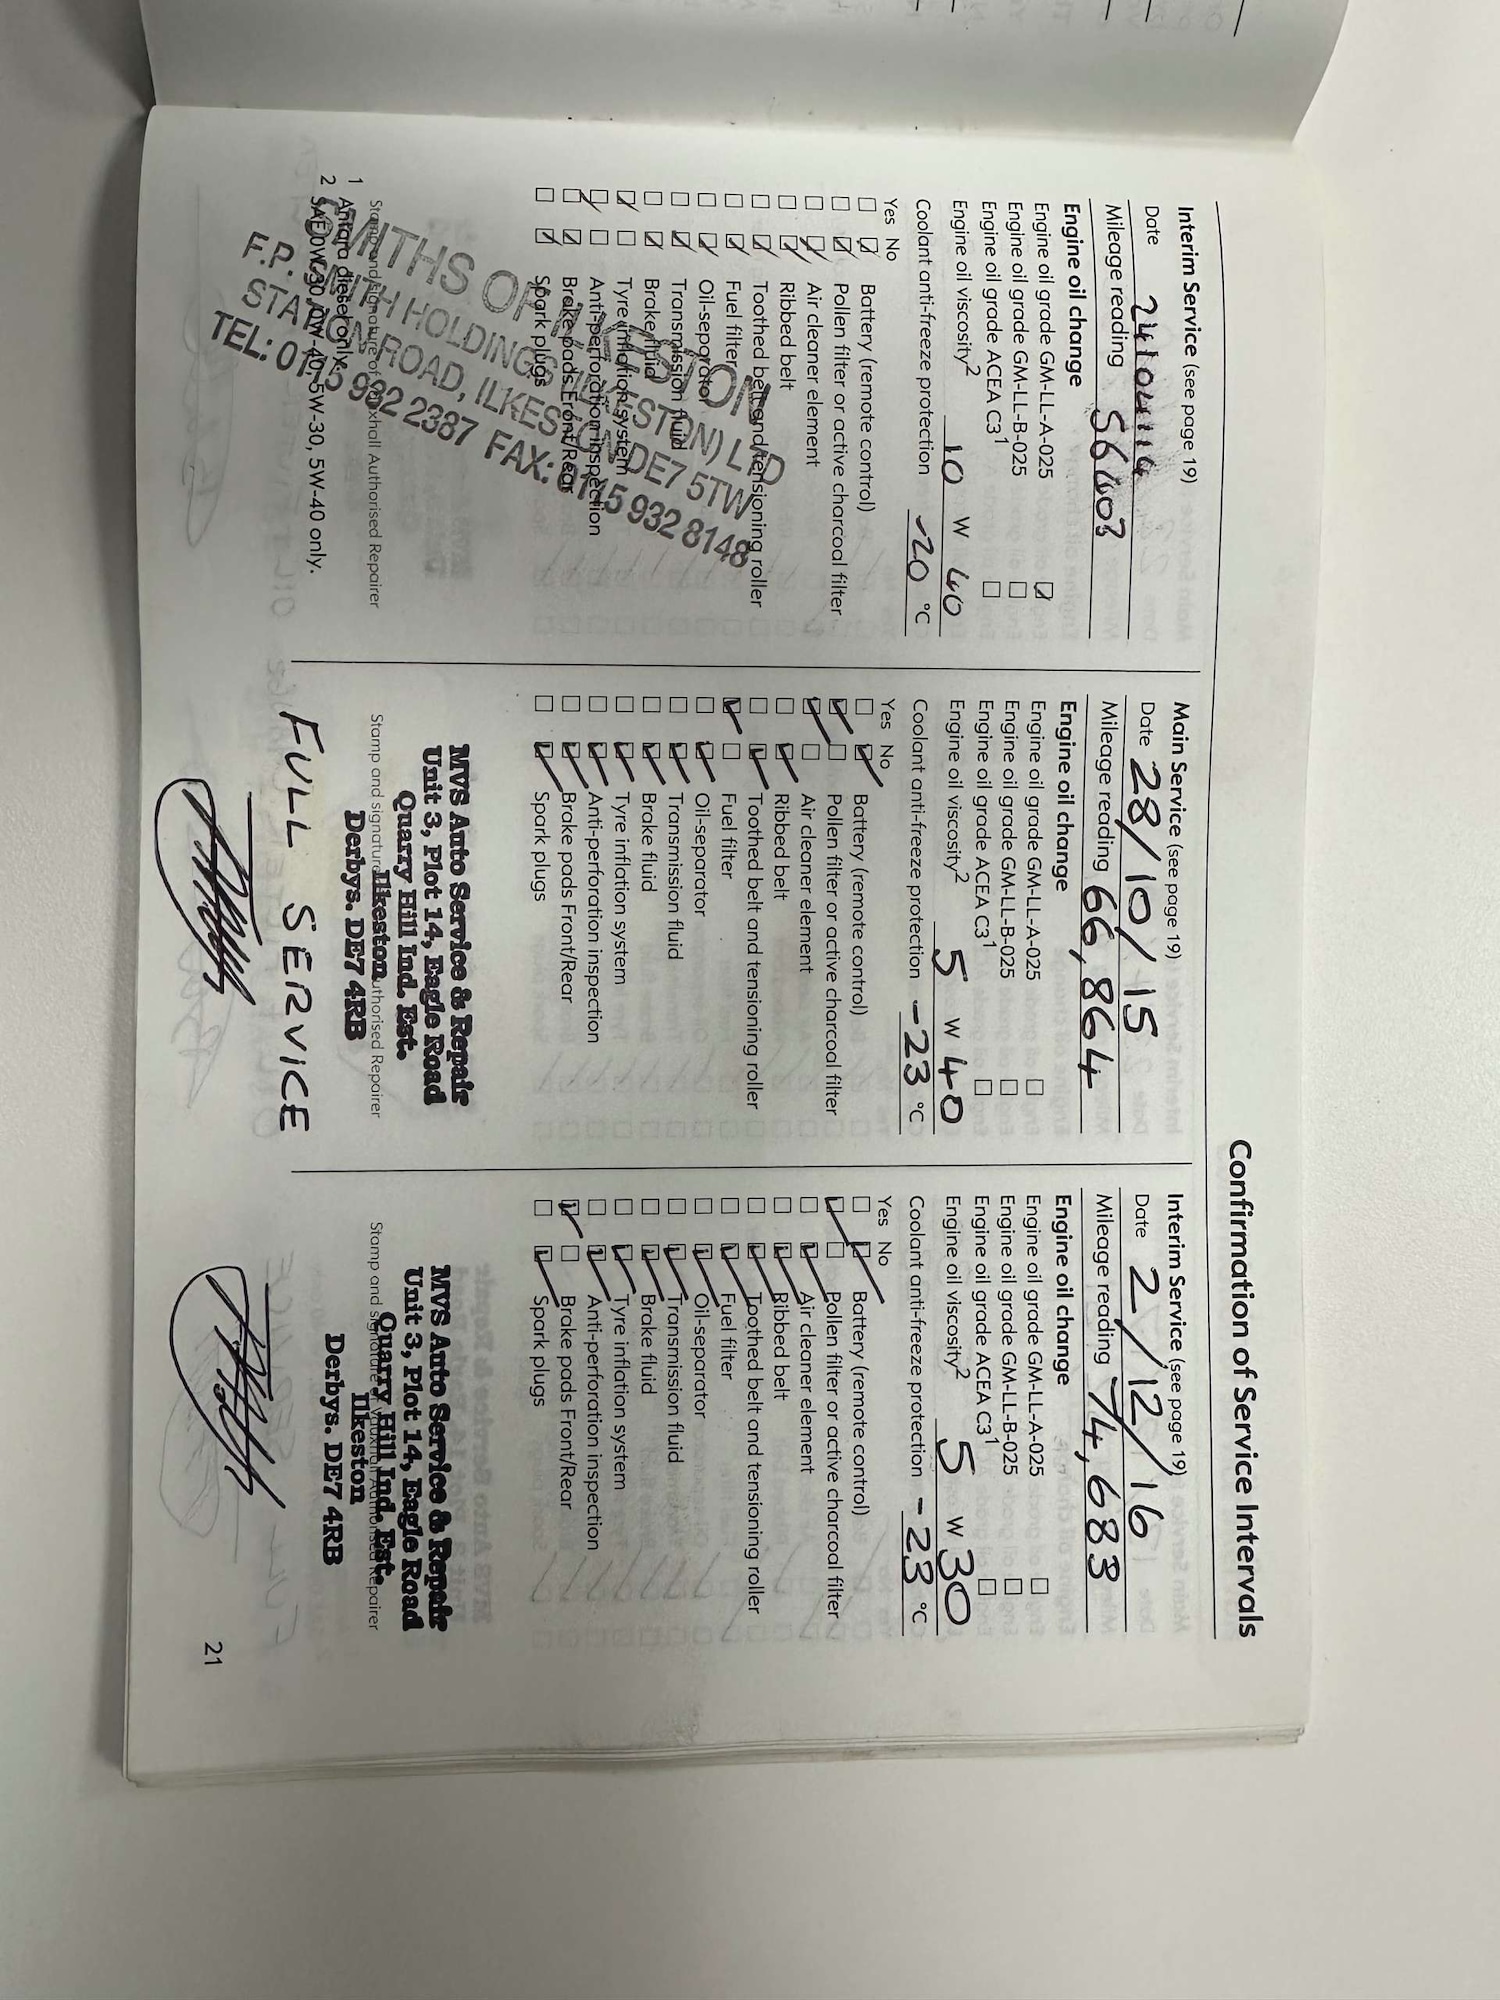 Confirmation of Service Intervals
Interim Service (see page 19)
Date
Mileage reading 56403
Engine oil change
Engine oil grade GM-LL-A-025 ☑
Engine oil grade GM-LL-B-025 ☐
Engine oil grade ACEA C3¹ ☐
Engine oil viscosity² 10 W 40
Coolant anti-freeze protection -20 °C
Yes No
☐ ☑ Battery (remote control)
☐ ☑ Pollen filter or active charcoal filter
☐ ☑ Air cleaner element
☐ ☑ Ribbed belt
☐ ☑ Toothed belt and tensioning roller
☐ ☑ Fuel filter
☐ ☑ Oil-separator
☐ ☑ Transmission fluid
☐ ☑ Brake fluid
☑ ☐ Tyre inflation system
☑ ☐ Anti-perforation inspection
☐ ☑ Brake pads Front/Rear
☐ ☑ Spark plugs
SMITHS OF ILKESTON
F.P. SMITH HOLDINGS (ILKESTON) LTD
STATION ROAD, ILKESTON DE7 5TW
TEL: 0115 932 2387 FAX: 0115 932 8148
Stamp and signature of Vauxhall Authorised Repairer
1 Antara diesel only.
2 SAE 0W-30, 0W-40, 5W-30, 5W-40 only.
Main Service (see page 19)
Date 28/10/15
Mileage reading 66,864
Engine oil change
Engine oil grade GM-LL-A-025 ☐
Engine oil grade GM-LL-B-025 ☐
Engine oil grade ACEA C3¹ ☐
Engine oil viscosity² 5 W 40
Coolant anti-freeze protection -23 °C
Yes No
☐ ☑ Battery (remote control)
☑ ☐ Pollen filter or active charcoal filter
☑ ☐ Air cleaner element
☐ ☑ Ribbed belt
☐ ☑ Toothed belt and tensioning roller
☑ ☐ Fuel filter
☐ ☑ Oil-separator
☐ ☑ Transmission fluid
☐ ☑ Brake fluid
☐ ☑ Tyre inflation system
☐ ☑ Anti-perforation inspection
☐ ☑ Brake pads Front/Rear
☐ ☑ Spark plugs
MVS Auto Service & Repair
Unit 3, Plot 14, Eagle Road
Quarry Hill Ind. Est.
Ilkeston
Derbys. DE7 4RB
Stamp and signature Authorised Repairer
FULL SERVICE
Interim Service (see page 19)
Date 2/12/16
Mileage reading 74,683
Engine oil change
Engine oil grade GM-LL-A-025 ☐
Engine oil grade GM-LL-B-025 ☐
Engine oil grade ACEA C3¹ ☐
Engine oil viscosity² 5 W 30
Coolant anti-freeze protection -23 °C
Yes No
☐ ☑ Battery (remote control)
☑ ☐ Pollen filter or active charcoal filter
☐ ☑ Air cleaner element
☐ ☑ Ribbed belt
☐ ☑ Toothed belt and tensioning roller
☐ ☑ Fuel filter
☐ ☑ Oil-separator
☐ ☑ Transmission fluid
☐ ☑ Brake fluid
☐ ☑ Tyre inflation system
☐ ☑ Anti-perforation inspection
☑ ☐ Brake pads Front/Rear
☐ ☑ Spark plugs
MVS Auto Service & Repair
Unit 3, Plot 14, Eagle Road
Quarry Hill Ind. Est.
Ilkeston
Derbys. DE7 4RB
Stamp and signature of Vauxhall Authorised Repairer
21